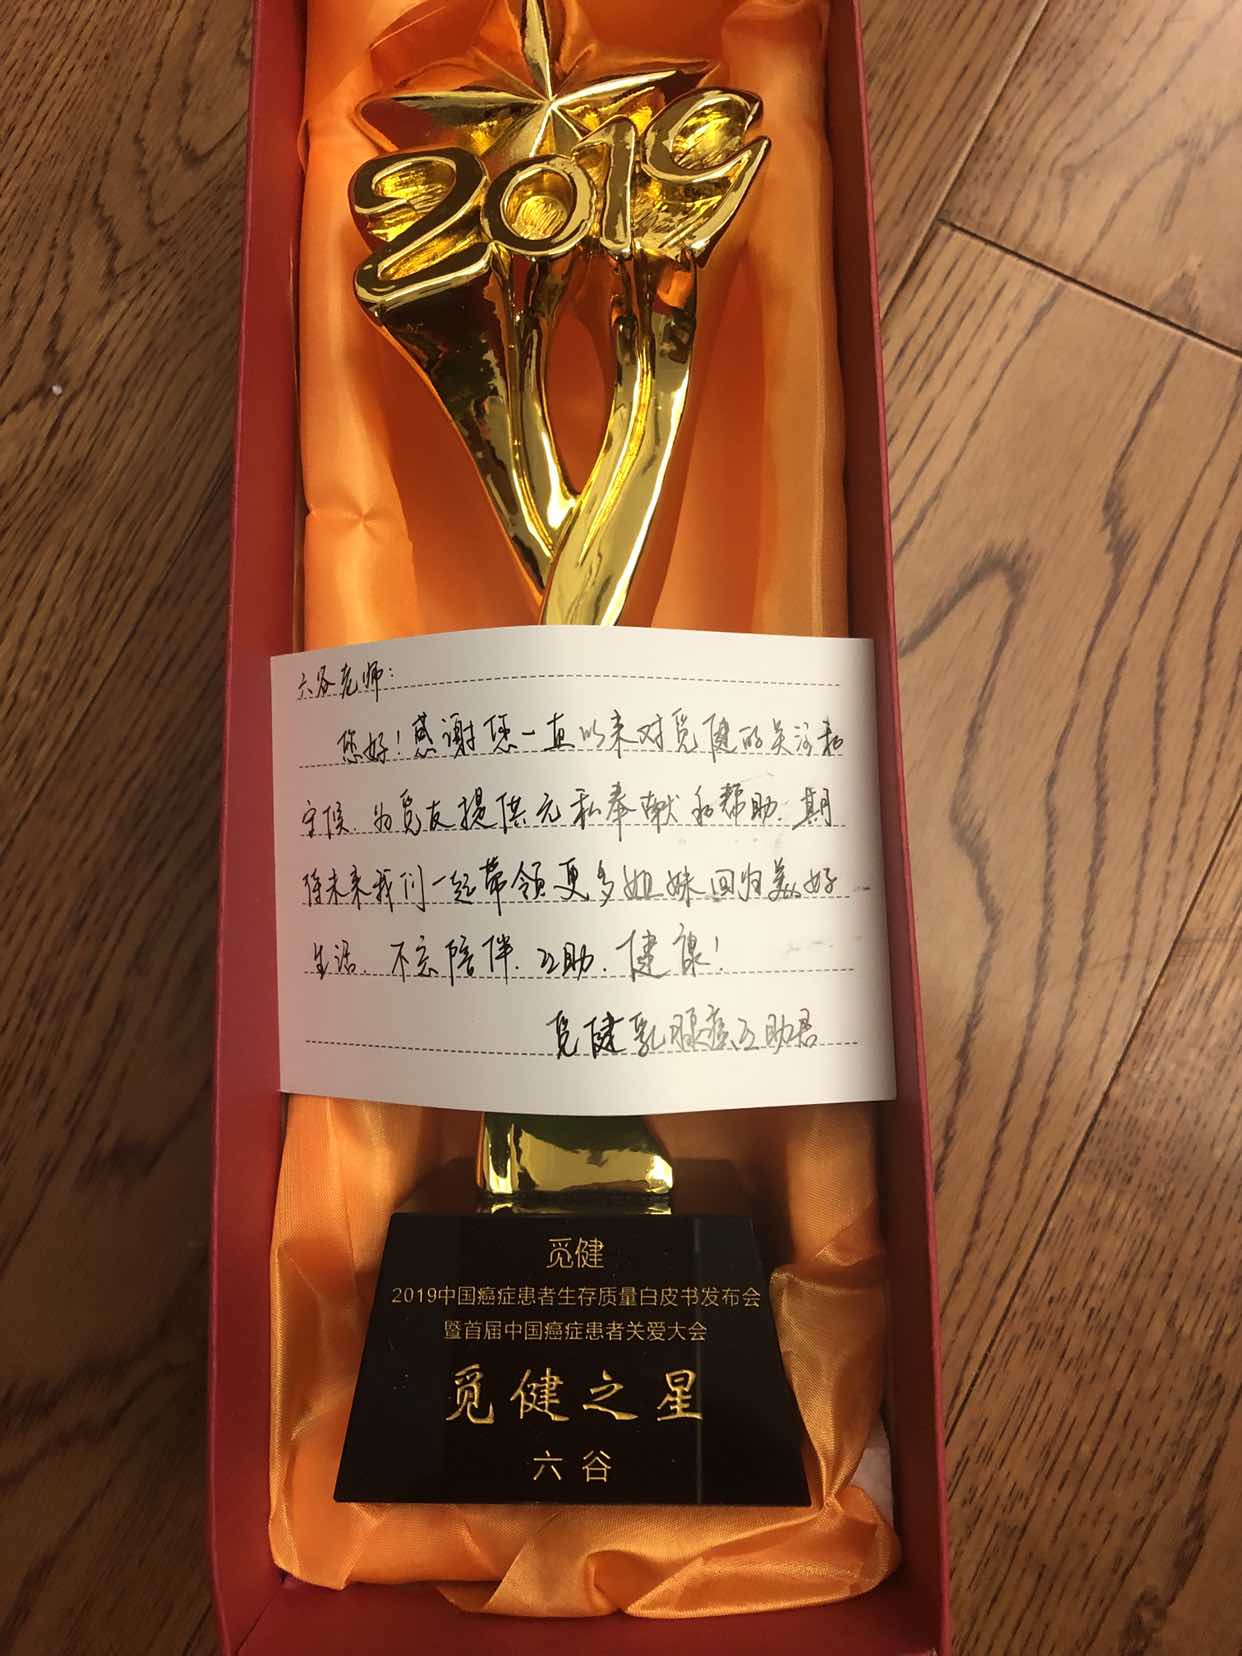 2019
六谷老师:
您好!感谢您一直以来对觅健的关注和
守候、为觅友提供无私奉献和帮助.期
待未来我们一起带领更多姐妹回归美好
生活、不忘陪伴、互助、健康!
觅健乳腺癌互助君
觅健
2019中国癌症患者生存质量白皮书发布会
暨首届中国癌症患者关爱大会
觅健之星
六谷